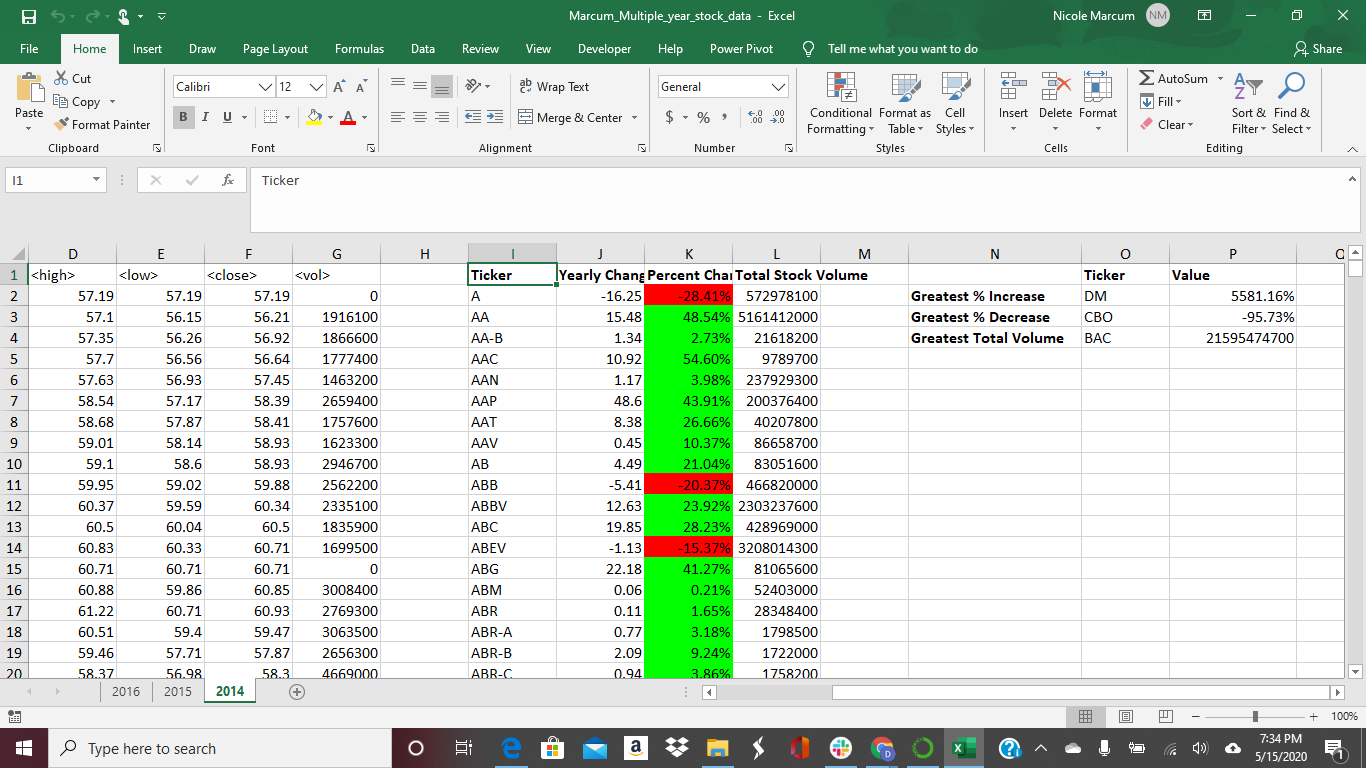 Marcum_Multiple_year_stock_data - Excel
Nicole Marcum NM
File Home Insert Draw Page Layout Formulas Data Review View Developer Help Power Pivot Tell me what you want to do Share
Paste
Cut
Copy
Format Painter
Clipboard
Calibri 12
B I U
Font
Wrap Text
Merge & Center
Alignment
General
$ % ,
Number
Conditional Formatting
Format as Table
Cell Styles
Styles
Insert Delete Format
Cells
AutoSum
Fill
Clear
Sort & Filter
Find & Select
Editing
I1 fx Ticker
D E F G H I J K L M N O P Q
1 <high> <low> <close> <vol> Ticker Yearly Chang Percent Cha Total Stock Volume Ticker Value
2 57.19 57.19 57.19 0 A -16.25 -28.41% 572978100 Greatest % Increase DM 5581.16%
3 57.1 56.15 56.21 1916100 AA 15.48 48.54% 5161412000 Greatest % Decrease CBO -95.73%
4 57.35 56.26 56.92 1866600 AA-B 1.34 2.73% 21618200 Greatest Total Volume BAC 21595474700
5 57.7 56.56 56.64 1777400 AAC 10.92 54.60% 9789700
6 57.63 56.93 57.45 1463200 AAN 1.17 3.98% 237929300
7 58.54 57.17 58.39 2659400 AAP 48.6 43.91% 200376400
8 58.68 57.87 58.41 1757600 AAT 8.38 26.66% 40207800
9 59.01 58.14 58.93 1623300 AAV 0.45 10.37% 86658700
10 59.1 58.6 58.93 2946700 AB 4.49 21.04% 83051600
11 59.95 59.02 59.88 2562200 ABB -5.41 -20.37% 466820000
12 60.37 59.59 60.34 2335100 ABBV 12.63 23.92% 2303237600
13 60.5 60.04 60.5 1835900 ABC 19.85 28.23% 428969000
14 60.83 60.33 60.71 1699500 ABEV -1.13 -15.37% 3208014300
15 60.71 60.71 60.71 0 ABG 22.18 41.27% 81065600
16 60.88 59.86 60.85 3008400 ABM 0.06 0.21% 52403000
17 61.22 60.71 60.93 2769300 ABR 0.11 1.65% 28348400
18 60.51 59.4 59.47 3063500 ABR-A 0.77 3.18% 1798500
19 59.46 57.71 57.87 2656300 ABR-B 2.09 9.24% 1722000
20 58.37 56.98 58.3 4669000 ABR-C 0.94 3.86% 1758200
2016 2015 2014
100%
Type here to search
7:34 PM
5/15/2020